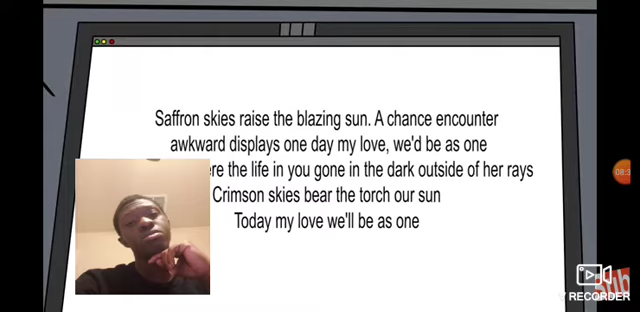 Saffron skies raise the blazing sun. A chance encounter
awkward displays one day my love, we'd be as one
the life in you gone in the dark outside of her rays
Crimson skies bear the torch our sun
Today my love we'll be as one
08:3
RECORDER